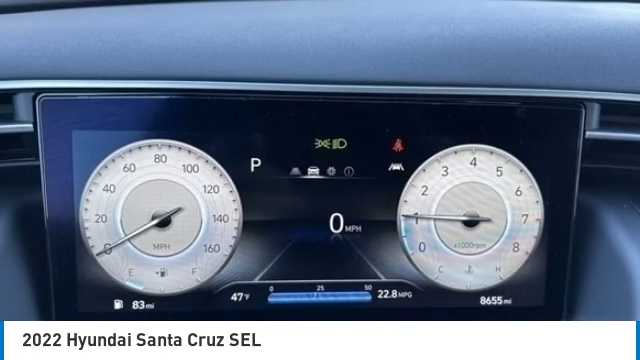 P
0 20 40 60 80 100 120 140 160
MPH
E
0 MPH
0 1 2 3 4 5 6 7 8
x1000rpm
C H
83 mi
47°F
0 25 50
22.8 MPG
8655 mi
2022 Hyundai Santa Cruz SEL